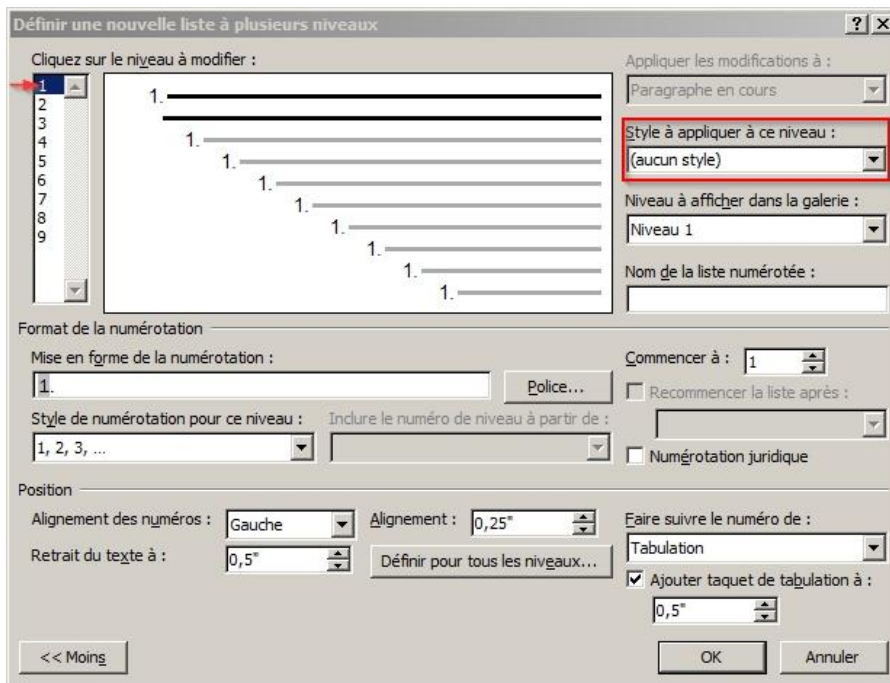 Définir une nouvelle liste à plusieurs niveaux
Cliquez sur le niveau à modifier :
1
2
3
4
5
6
7
8
9
1.
1.
1.
1.
1.
1.
1.
1.
1.
Appliquer les modifications à :
Paragraphe en cours
Style à appliquer à ce niveau :
(aucun style)
Niveau à afficher dans la galerie :
Niveau 1
Nom de la liste numérotée :
Format de la numérotation
Mise en forme de la numérotation :
1.
Police...
Commencer à :
1
Recommencer la liste après :
Style de numérotation pour ce niveau :
1, 2, 3, ...
Inclure le numéro de niveau à partir de :
Numérotation juridique
Position
Alignement des numéros :
Gauche
Alignement :
0,25"
Faire suivre le numéro de :
Tabulation
Retrait du texte à :
0,5"
Définir pour tous les niveaux...
Ajouter taquet de tabulation à :
0,5"
<< Moins
OK
Annuler